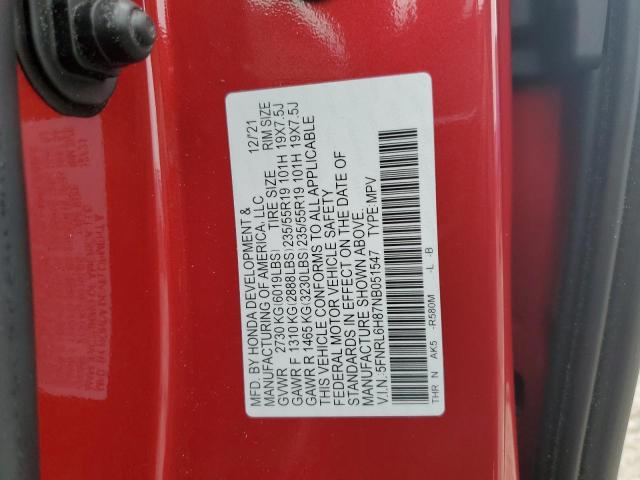 MFD. BY HONDA DEVELOPMENT &
MANUFACTURING OF AMERICA, LLC 12/'21
GVWR 2730 KG(6019LBS) TIRE SIZE RIM SIZE
GAWR F 1310 KG(2888LBS)235/55R19 101H 19X7.5J
GAWR R 1465 KG(3230LBS)235/55R19 101H 19X7.5J
THIS VEHICLE CONFORMS TO ALL APPLICABLE
FEDERAL MOTOR VEHICLE SAFETY
STANDARDS IN EFFECT ON THE DATE OF
MANUFACTURE SHOWN ABOVE.
V.I.N.:5FNRL6H87NB051547 TYPE:MPV
THR N AK5 -R580M -L -B